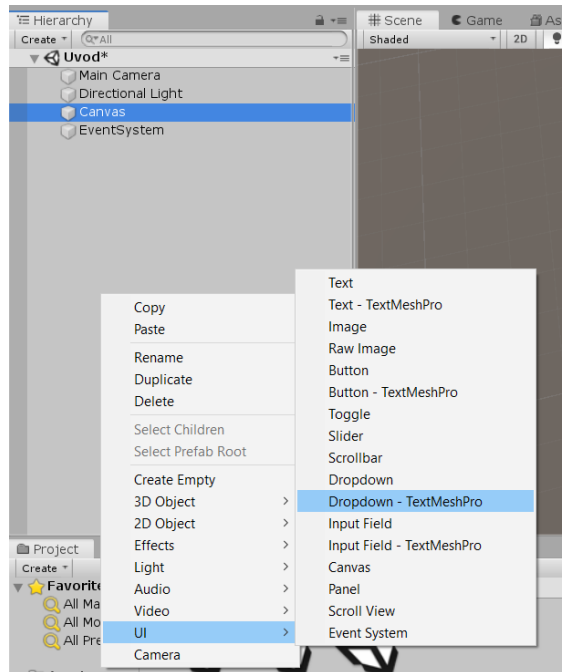 Hierarchy
Create
All
Uvod*
Main Camera
Directional Light
Canvas
EventSystem
Scene
Game
As
Shaded
2D
Copy
Paste
Rename
Duplicate
Delete
Select Children
Select Prefab Root
Create Empty
3D Object
2D Object
Effects
Light
Audio
Video
UI
Camera
Text
Text - TextMeshPro
Image
Raw Image
Button
Button - TextMeshPro
Toggle
Slider
Scrollbar
Dropdown
Dropdown - TextMeshPro
Input Field
Input Field - TextMeshPro
Canvas
Panel
Scroll View
Event System
Project
Create
Favorite
All Ma
All Mo
All Pre